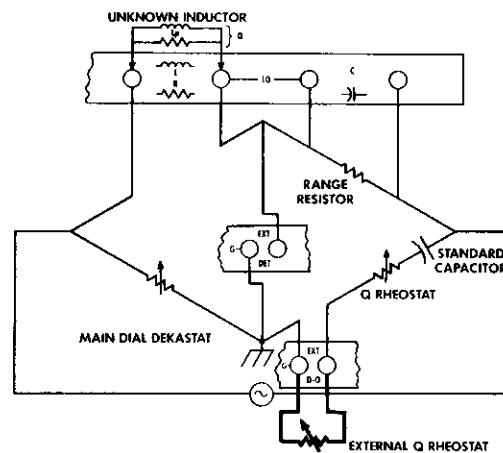 UNKNOWN INDUCTOR
Lp
Q
L
R
LO
C
RANGE
RESISTOR
EXT
G
DET
STANDARD
CAPACITOR
Q RHEOSTAT
MAIN DIAL DEKASTAT
EXT
G
D-Q
EXTERNAL Q RHEOSTAT